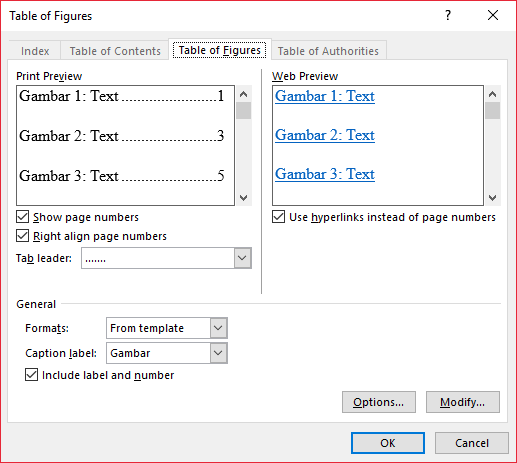 Table of Figures
Index Table of Contents Table of Figures Table of Authorities
Print Preview
Gambar 1: Text.........................1
Gambar 2: Text.........................3
Gambar 3: Text.........................5
Show page numbers
Right align page numbers
Tab leader: .......
Web Preview
Gambar 1: Text
Gambar 2: Text
Gambar 3: Text
Use hyperlinks instead of page numbers
General
Formats: From template
Caption label: Gambar
Include label and number
Options... Modify...
OK Cancel